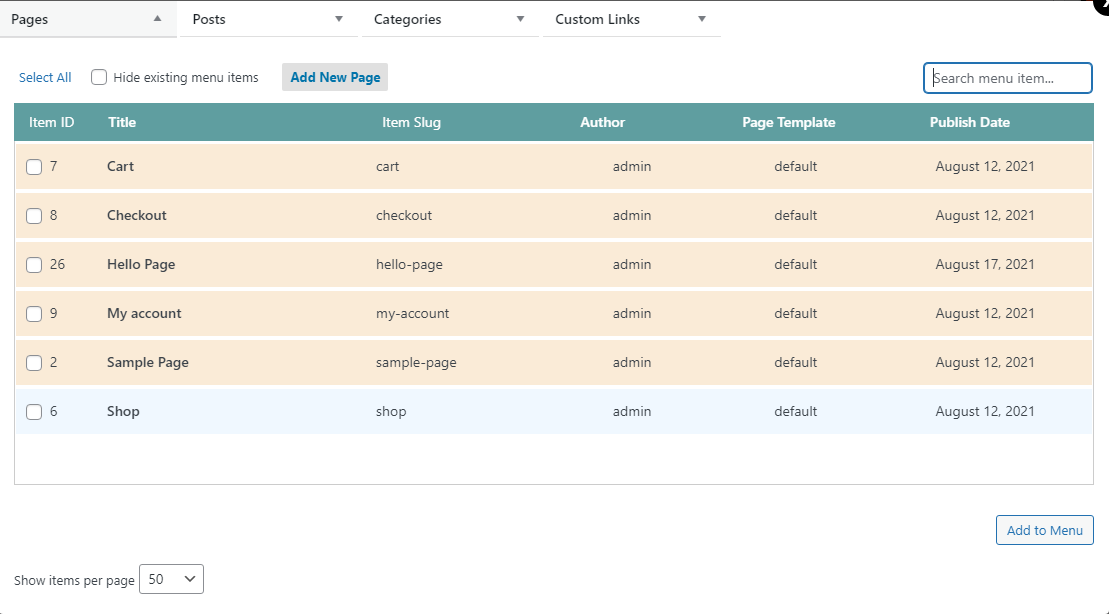 Pages Posts Categories Custom Links
Select All Hide existing menu items Add New Page Search menu item...
Item ID Title Item Slug Author Page Template Publish Date
7 Cart cart admin default August 12, 2021
8 Checkout checkout admin default August 12, 2021
26 Hello Page hello-page admin default August 17, 2021
9 My account my-account admin default August 12, 2021
2 Sample Page sample-page admin default August 12, 2021
6 Shop shop admin default August 12, 2021
Add to Menu
Show items per page 50